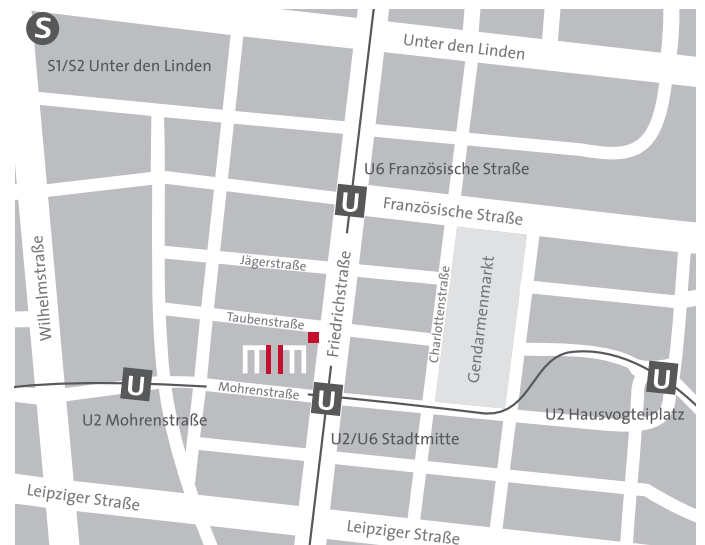 S
S1/S2 Unter den Linden
Unter den Linden
U6 Französische Straße
U
Französische Straße
Wilhelmstraße
Jägerstraße
Friedrichstraße
Charlottenstraße
Gendarmenmarkt
Taubenstraße
U
U2 Mohrenstraße
Mohrenstraße
U
U2/U6 Stadtmitte
U
U2 Hausvogteiplatz
Leipziger Straße
Leipziger Straße